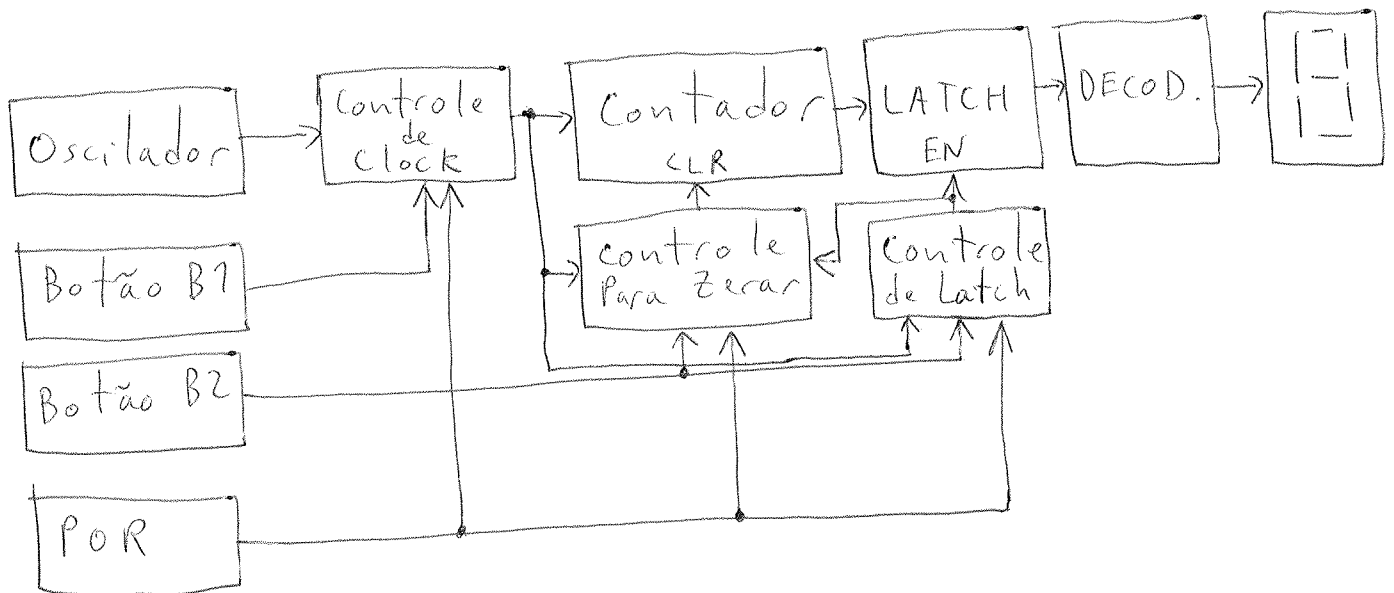 Oscilador
Controle
de
Clock
Contador
CLR
LATCH
EN
DECOD.
Botão B1
Controle
Para Zerar
Controle
de Latch
Botão B2
POR